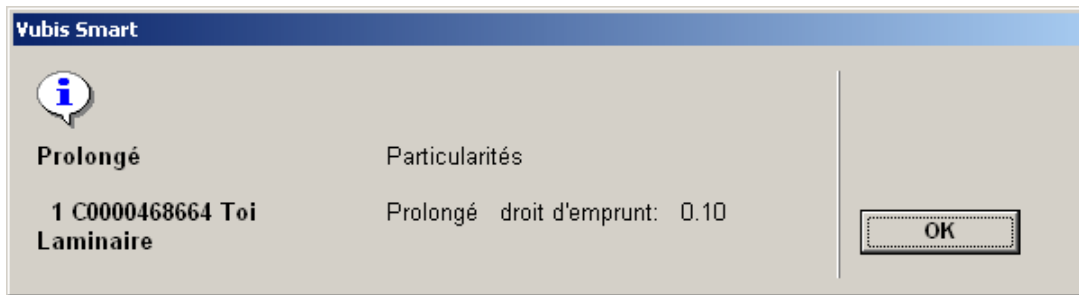 Vubis Smart
Prolongé Particularités
1 C0000468664 Toi Prolongé droit d'emprunt: 0.10
Laminaire
OK